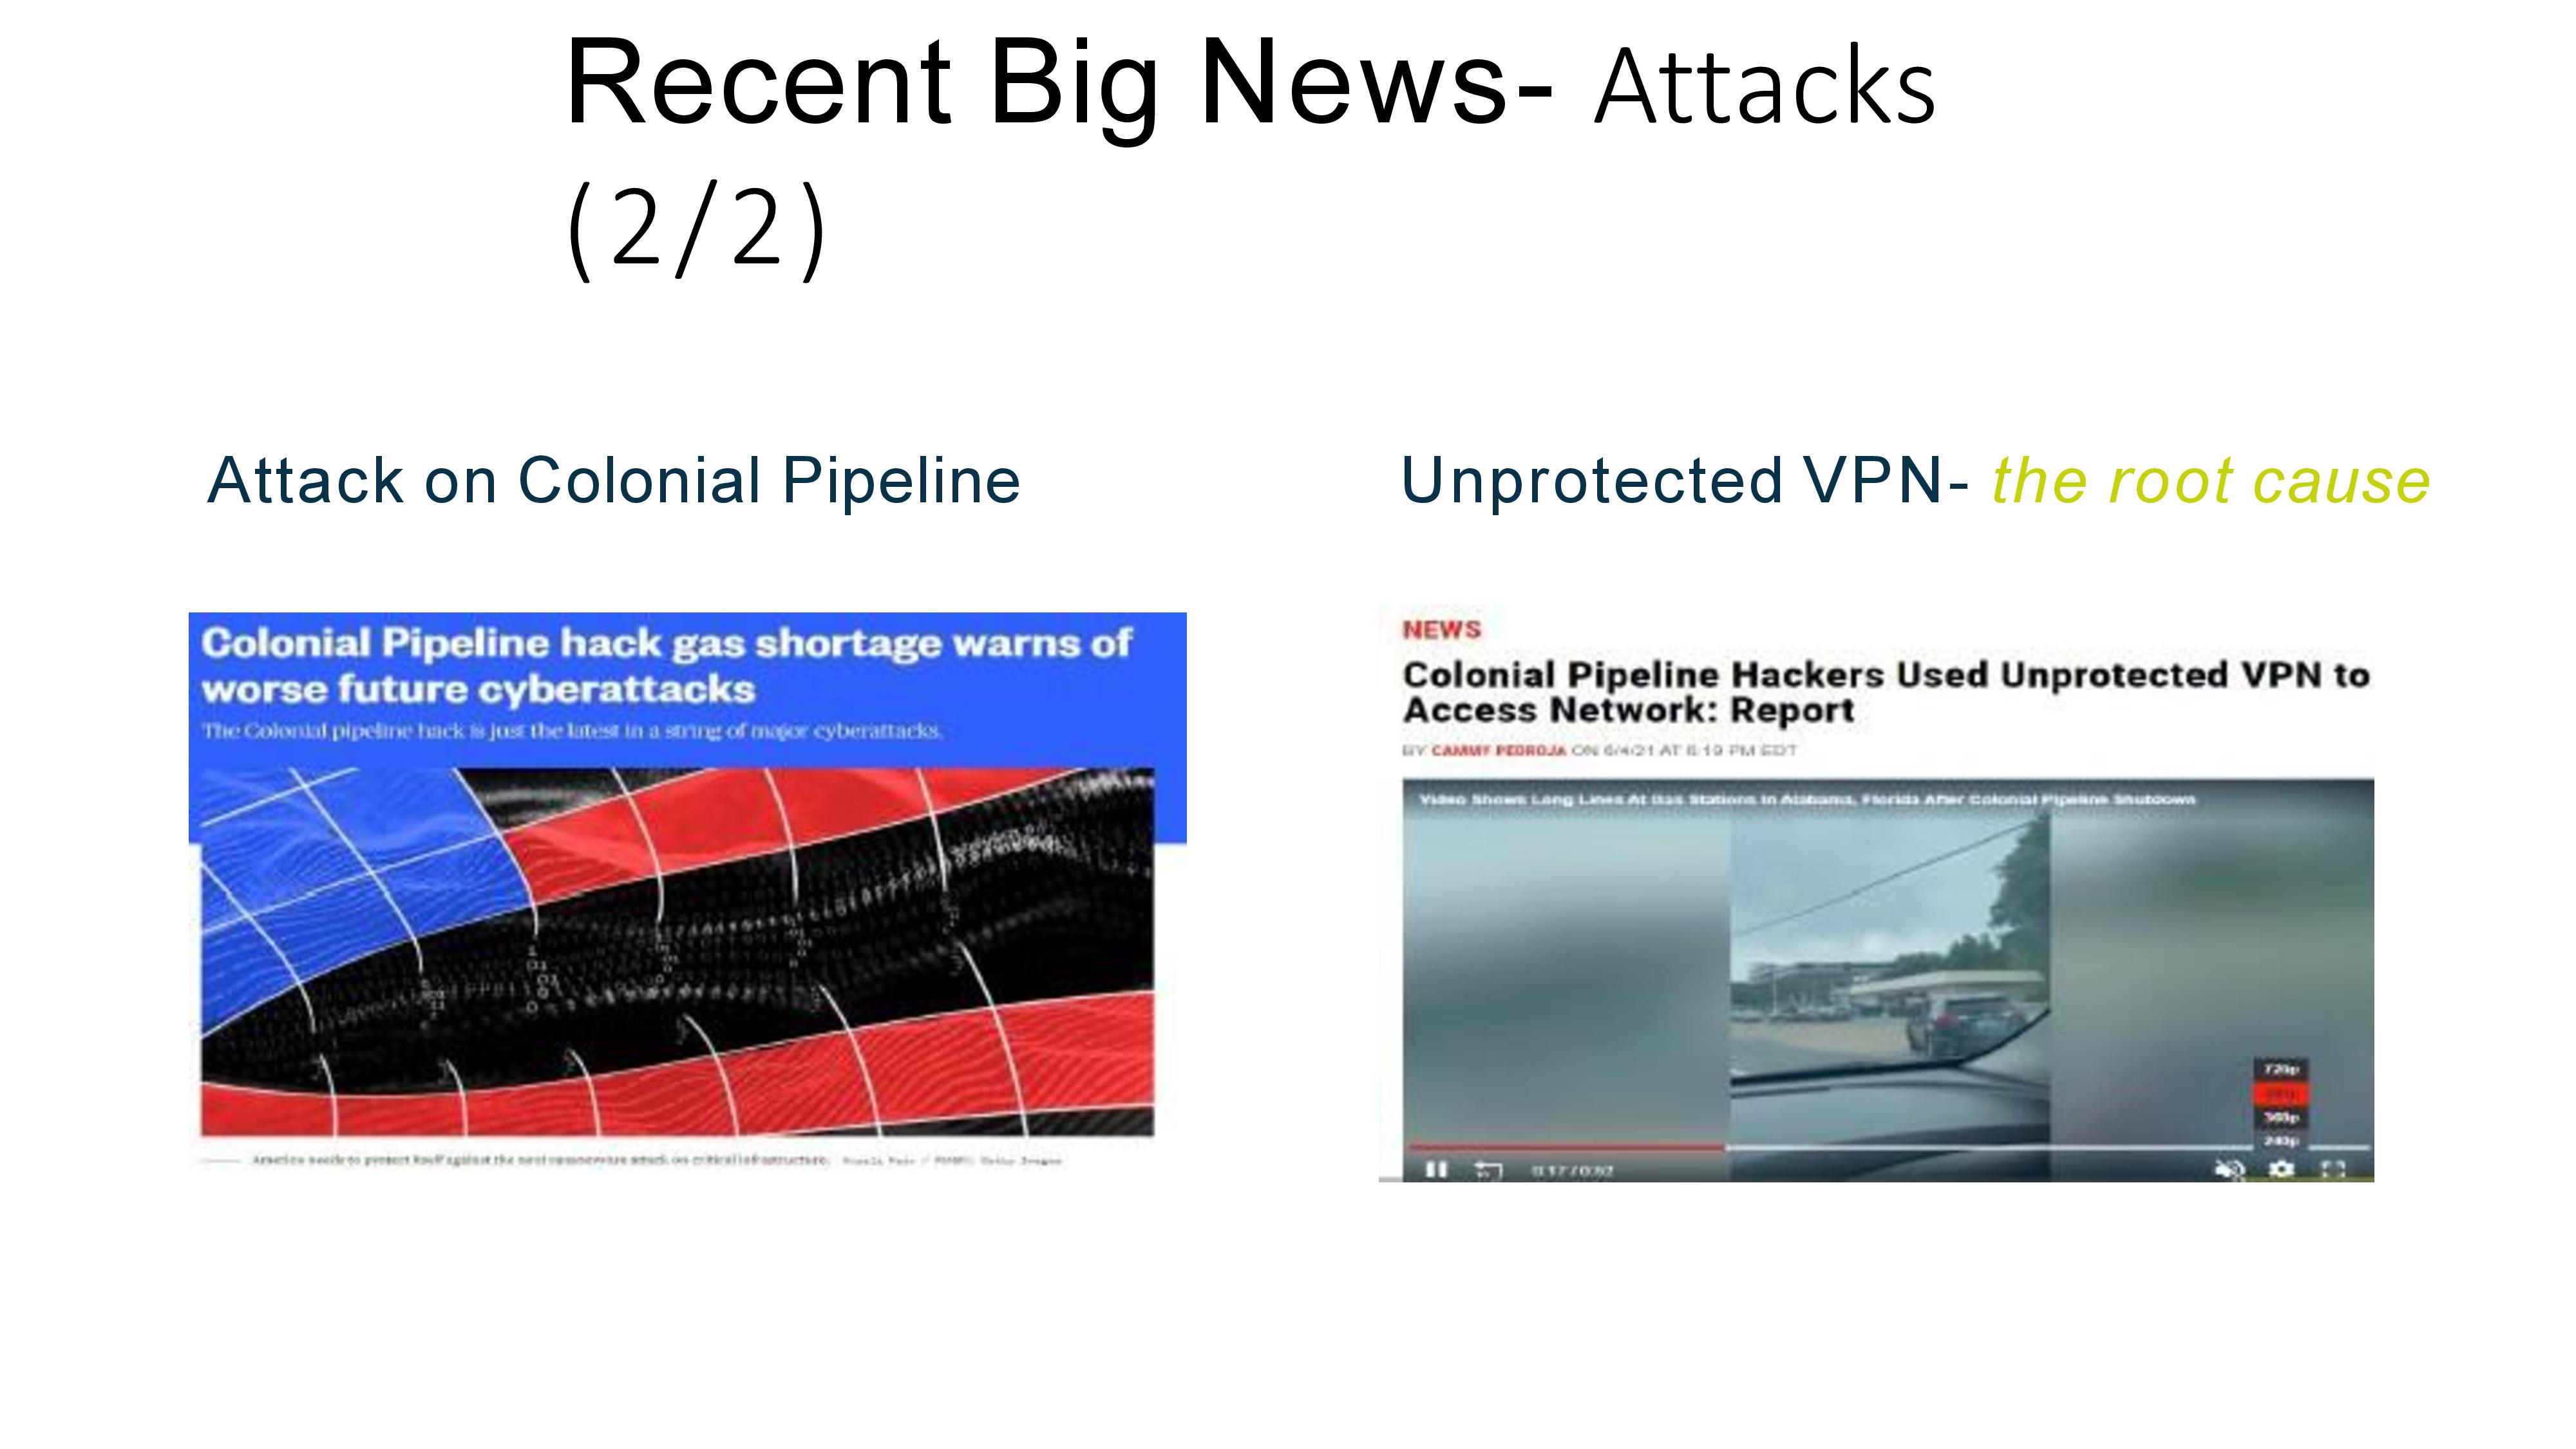 Recent Big News- Attacks
(2/2)
Attack on Colonial Pipeline
Colonial Pipeline hack gas shortage warns of
worse future cyberattacks
The Colonial pipeline hack is just the latest in a string of major cyberattacks.
America needs to protect itself against the next ransomware attack on critical infrastructure. Getty Images
Unprotected VPN- the root cause
NEWS
Colonial Pipeline Hackers Used Unprotected VPN to
Access Network: Report
BY CAMMY PEDROJA ON 6/4/21 AT 6:19 PM EDT
Video Shows Long Lines At Gas Stations In Alabama, Florida After Colonial Pipeline Shutdown
720p
360p
240p
0:17 / 0:52